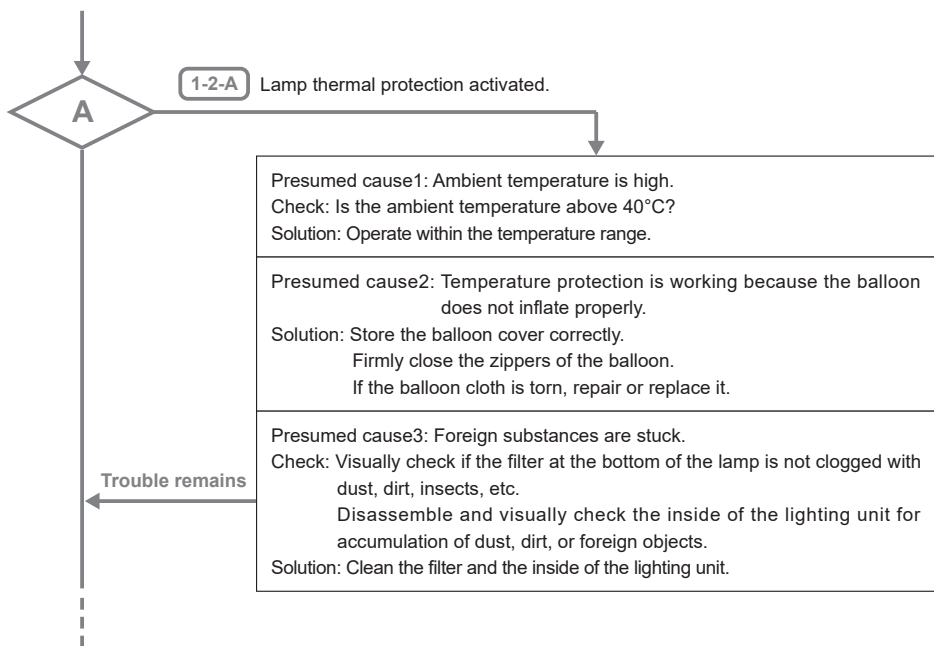 A
1-2-A Lamp thermal protection activated.
Presumed cause1: Ambient temperature is high.
Check: Is the ambient temperature above 40°C?
Solution: Operate within the temperature range.
Presumed cause2: Temperature protection is working because the balloon
does not inflate properly.
Solution: Store the balloon cover correctly.
Firmly close the zippers of the balloon.
If the balloon cloth is torn, repair or replace it.
Presumed cause3: Foreign substances are stuck.
Check: Visually check if the filter at the bottom of the lamp is not clogged with
dust, dirt, insects, etc.
Disassemble and visually check the inside of the lighting unit for
accumulation of dust, dirt, or foreign objects.
Solution: Clean the filter and the inside of the lighting unit.
Trouble remains